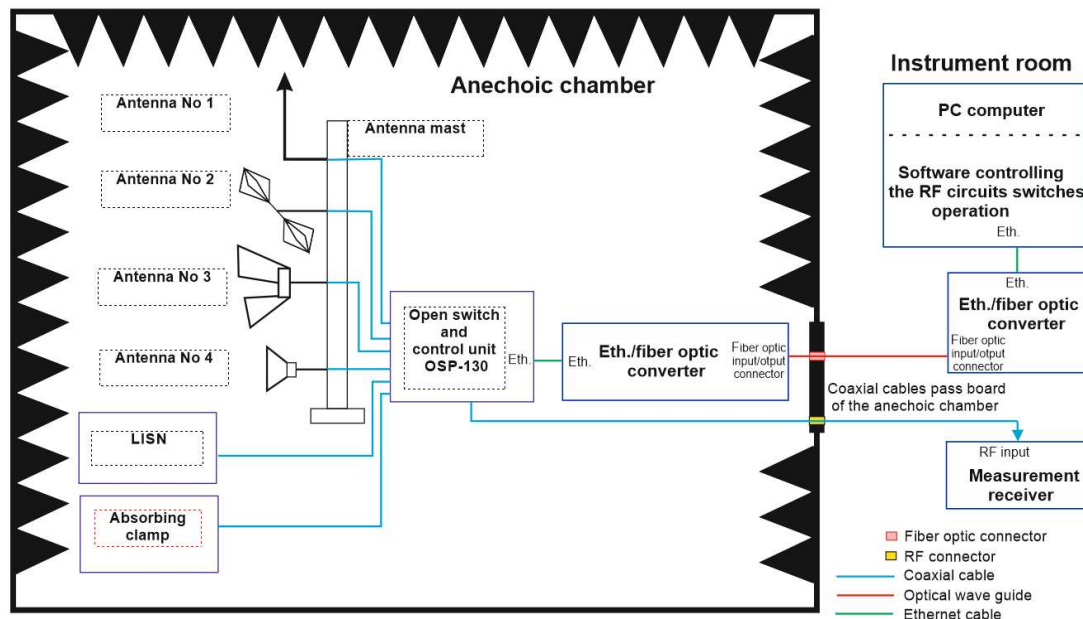 Anechoic chamber
Antenna No 1
Antenna mast
Antenna No 2
Antenna No 3
Antenna No 4
LISN
Absorbing
clamp
Open switch
and
control unit
OSP-130
Eth.
Eth.
Eth./fiber optic
converter
Fiber optic
input/otput
connector
Instrument room
PC computer
Software controlling
the RF circuits switches
operation
Eth.
Eth.
Eth./fiber optic
converter
Fiber optic
input/otput
connector
Coaxial cables pass board
of the anechoic chamber
RF input
Measurement
receiver
Fiber optic connector
RF connector
Coaxial cable
Optical wave guide
Ethernet cable